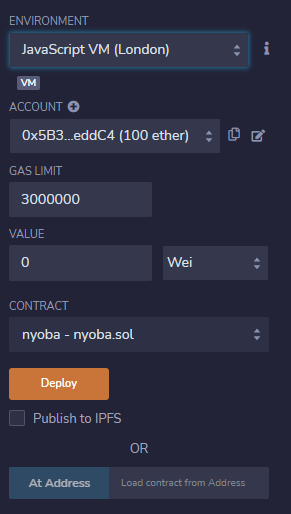 ENVIRONMENT
JavaScript VM (London)
VM
ACCOUNT
0x5B3...eddC4 (100 ether)
GAS LIMIT
3000000
VALUE
0 Wei
CONTRACT
nyoba - nyoba.sol
Deploy
Publish to IPFS
OR
At Address Load contract from Address